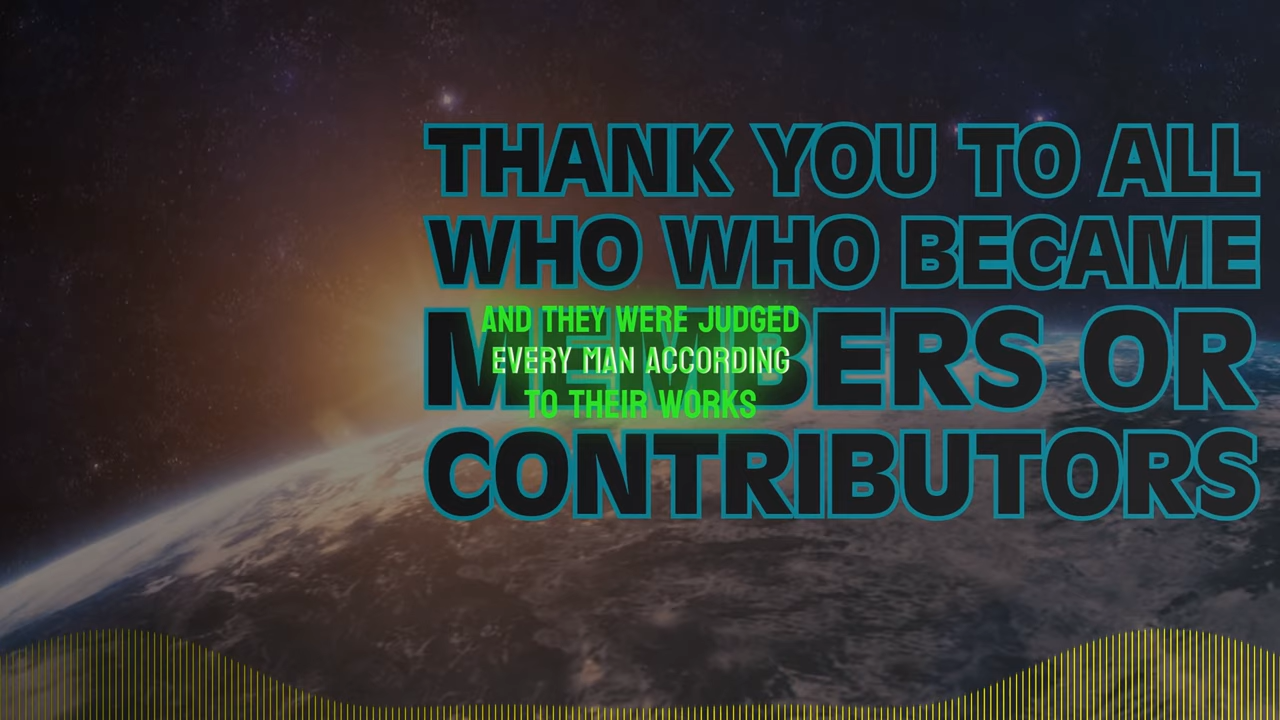 THANK YOU TO ALL
WHO WHO BECAME
MEMBERS OR
CONTRIBUTORS
AND THEY WERE JUDGED
EVERY MAN ACCORDING
TO THEIR WORKS